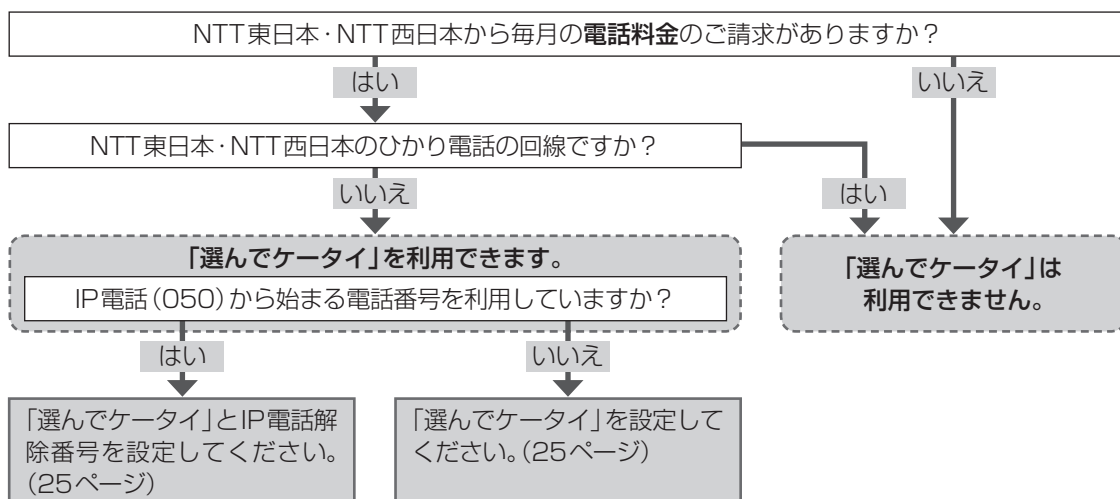 NTT東日本・NTT西日本から毎月の電話料金のご請求がありますか？
はい
いいえ
NTT東日本・NTT西日本のひかり電話の回線ですか？
いいえ
はい
「選んでケータイ」を利用できます。
IP電話（050）から始まる電話番号を利用していますか？
「選んでケータイ」は
利用できません。
はい
いいえ
「選んでケータイ」とIP電話解
除番号を設定してください。
（25ページ）
「選んでケータイ」を設定して
ください。（25ページ）